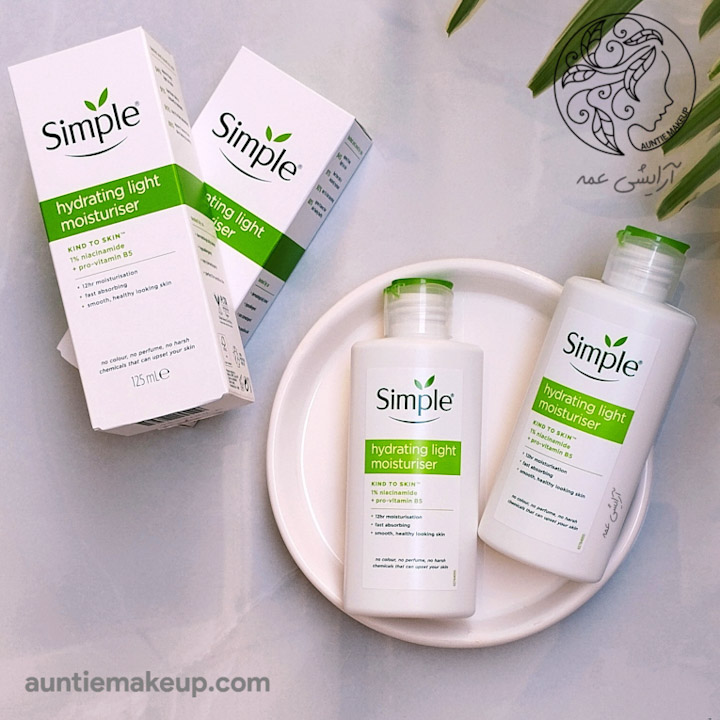 Simple®
hydrating light
moisturiser
KIND TO SKIN™
1% niacinamide
+ pro-vitamin B5
• 12hr moisturisation
• fast absorbing
• smooth, healthy looking skin
no colour, no perfume, no harsh
chemicals that can upset your skin
125 mL e
Simple®
ating light
uriser
AUNTIE MAKEUP
آرایشی عمه
Simple®
hydrating light
moisturiser
KIND TO SKIN™
1% niacinamide
+ pro-vitamin B5
• 12hr moisturisation
• fast absorbing
• smooth, healthy looking skin
no colour, no perfume, no harsh
chemicals that can upset your skin
Simple®
hydrating light
moisturiser
KIND TO SKIN™
1% niacinamide
+ pro-vitamin B5
• 12hr moisturisation
• fast absorbing
• smooth, healthy looking skin
no colour, no perfume, no harsh
chemicals that can upset your skin
آرایشی عمه
auntiemakeup.com